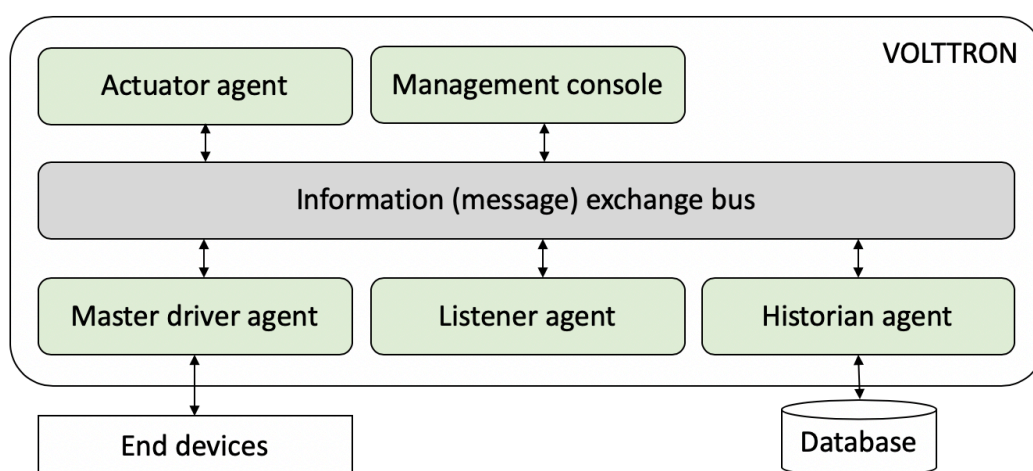 VOLTTRON
Actuator agent
Management console
Information (message) exchange bus
Master driver agent
Listener agent
Historian agent
End devices
Database